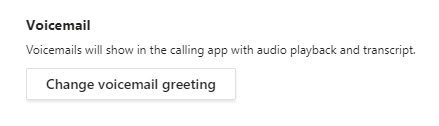 Voicemail
Voicemails will show in the calling app with audio playback and transcript.
Change voicemail greeting